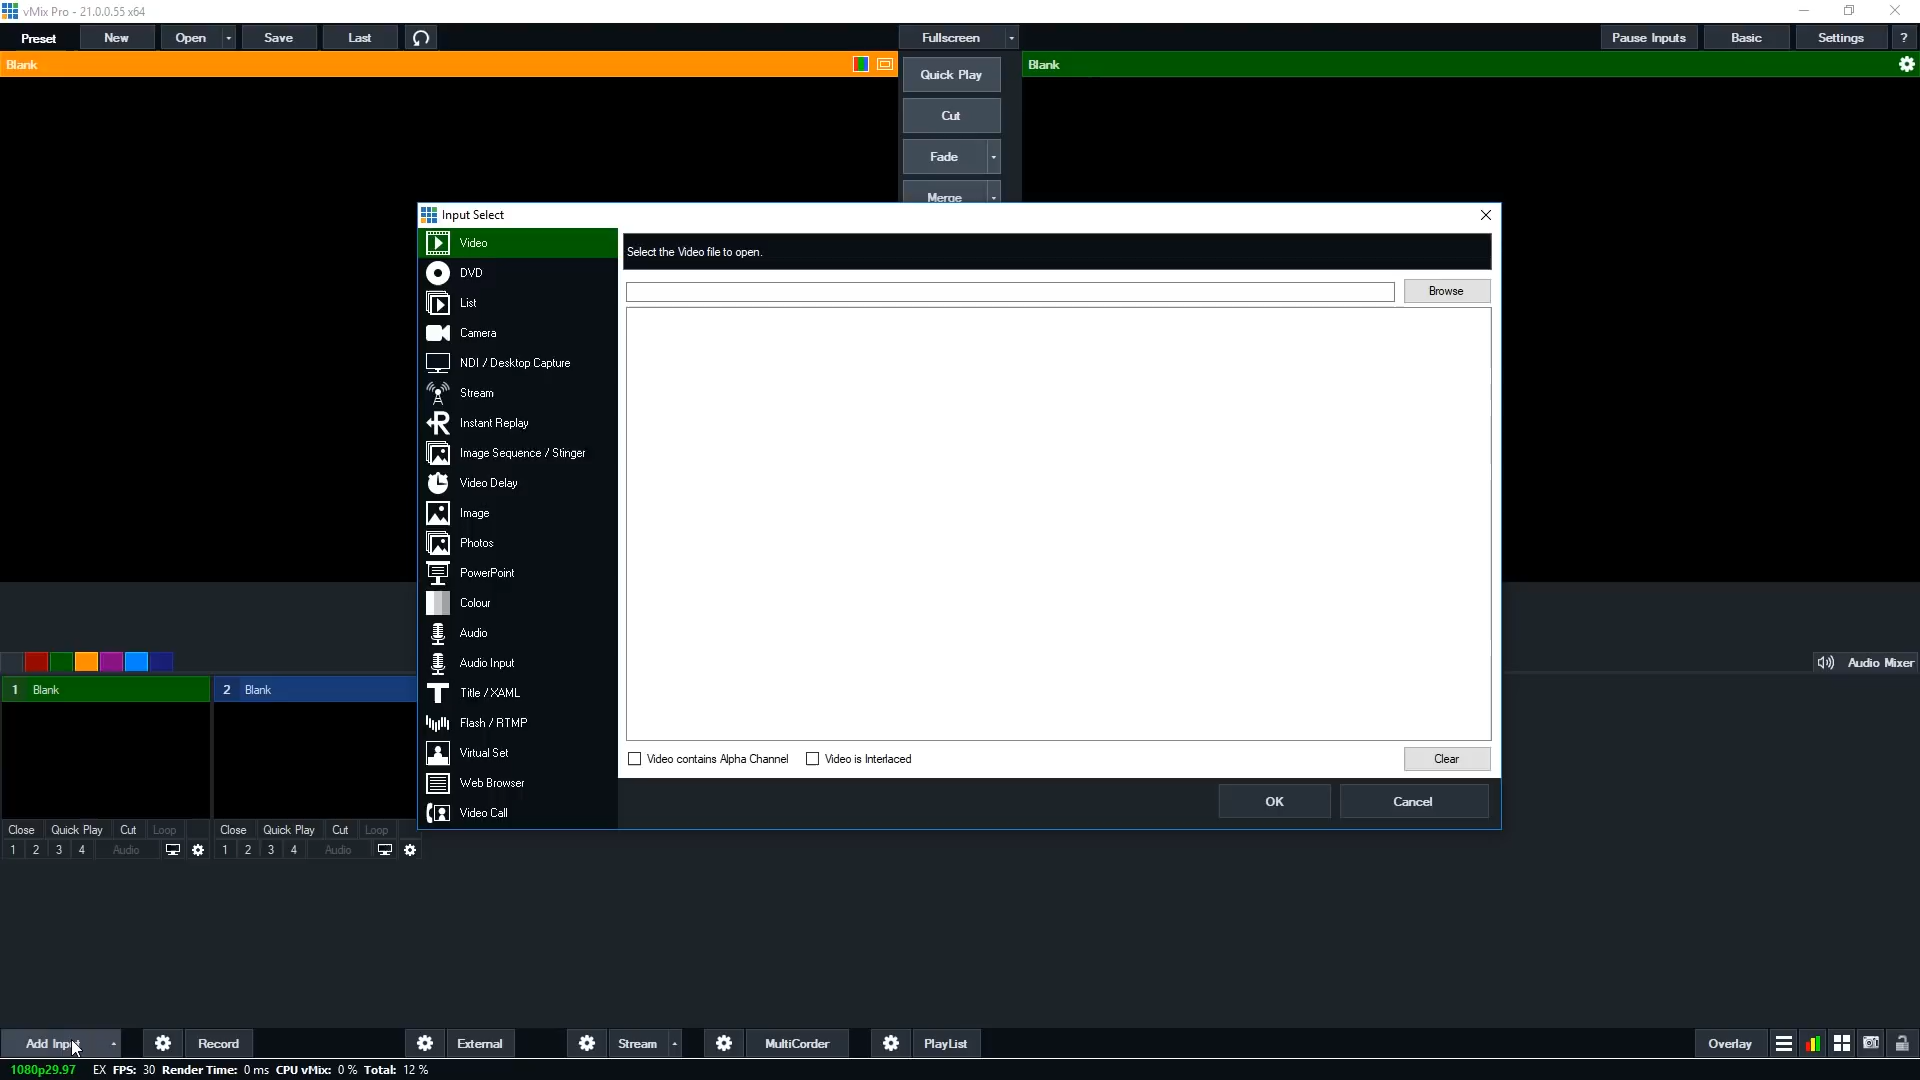 vMix Pro - 21.0.0.55 x64
Preset New Open Save Last Fullscreen Pause Inputs Basic Settings ?
Blank
Blank
Quick Play
Cut
Fade
Merge
Input Select
Video
DVD
List
Camera
NDI / Desktop Capture
Stream
Instant Replay
Image Sequence / Stinger
Video Delay
Image
Photos
PowerPoint
Colour
Audio
Audio Input
Title / XAML
Flash / RTMP
Virtual Set
Web Browser
Video Call
Select the Video file to open.
Browse
Video contains Alpha Channel Video is Interlaced Clear
OK Cancel
Audio Mixer
1 Blank 2 Blank
Close Quick Play Cut Loop Close Quick Play Cut Loop
1 2 3 4 Audio 1 2 3 4 Audio
Add Input Record External Stream MultiCorder PlayList Overlay
1080p29.97 EX FPS: 30 Render Time: 0 ms CPU vMix: 0 % Total: 12 %